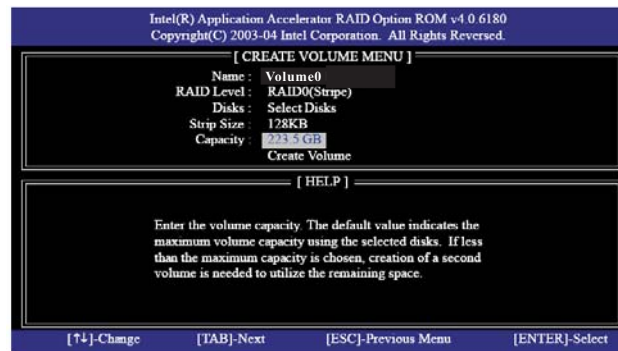 Intel(R) Application Accelerator RAID Option ROM v4.0.6180
Copyright(C) 2003-04 Intel Corporation. All Rights Reversed.
[ CREATE VOLUME MENU ]
Name : Volume0
RAID Level : RAID0(Stripe)
Disks : Select Disks
Strip Size : 128KB
Capacity : 223.5 GB
Create Volume
[ HELP ]
Enter the volume capacity. The default value indicates the
maximum volume capacity using the selected disks. If less
than the maximum capacity is chosen, creation of a second
volume is needed to utilize the remaining space.
[↑↓]-Change [TAB]-Next [ESC]-Previous Menu [ENTER]-Select